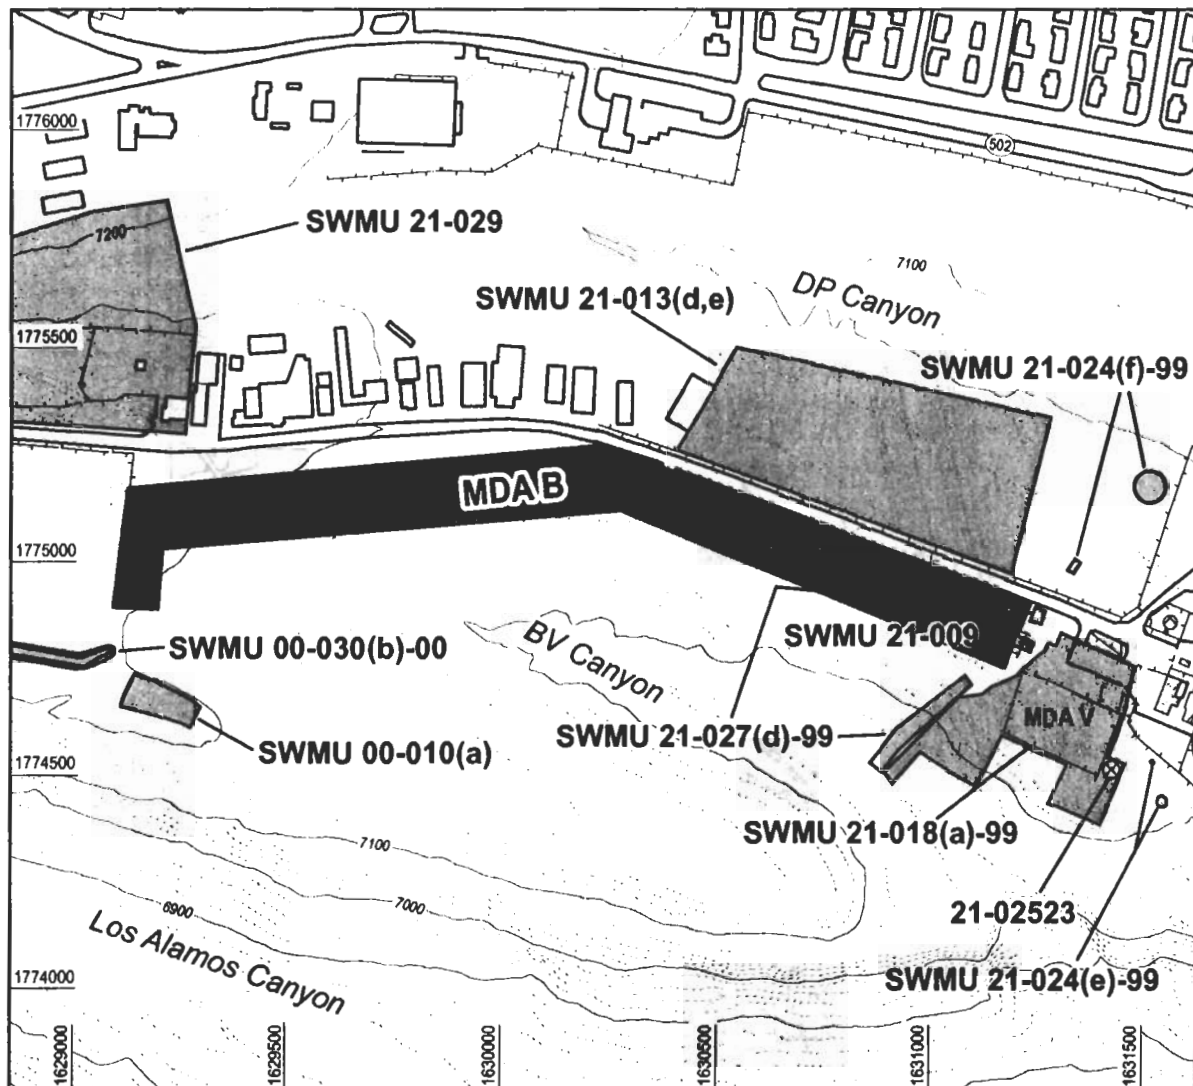 1776000
502
SWMU 21-029
7200
7100
DP Canyon
SWMU 21-013(d,e)
1775500
SWMU 21-024(f)-99
MDA B
1775000
SWMU 21-009
BV Canyon
SWMU 00-030(b)-00
MDA V
SWMU 21-027(d)-99
SWMU 00-010(a)
1774500
SWMU 21-018(a)-99
7100
6900
7000
21-02523
Los Alamos Canyon
SWMU 21-024(e)-99
1774000
1629000
1629500
1630000
1630500
1631000
1631500